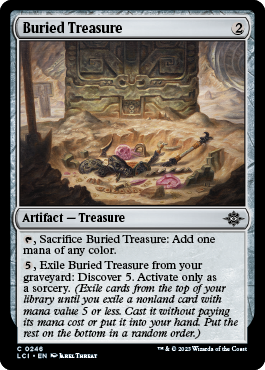 Buried Treasure 2
Artifact — Treasure
, Sacrifice Buried Treasure: Add one
mana of any color.
5, Exile Buried Treasure from your
graveyard: Discover 5. Activate only as
a sorcery. (Exile cards from the top of your
library until you exile a nonland card with
mana value 5 or less. Cast it without paying
its mana cost or put it into your hand. Put the
rest on the bottom in a random order.)
C 0246
LCI • EN KREL THREAT
™ & © 2023 Wizards of the Coast